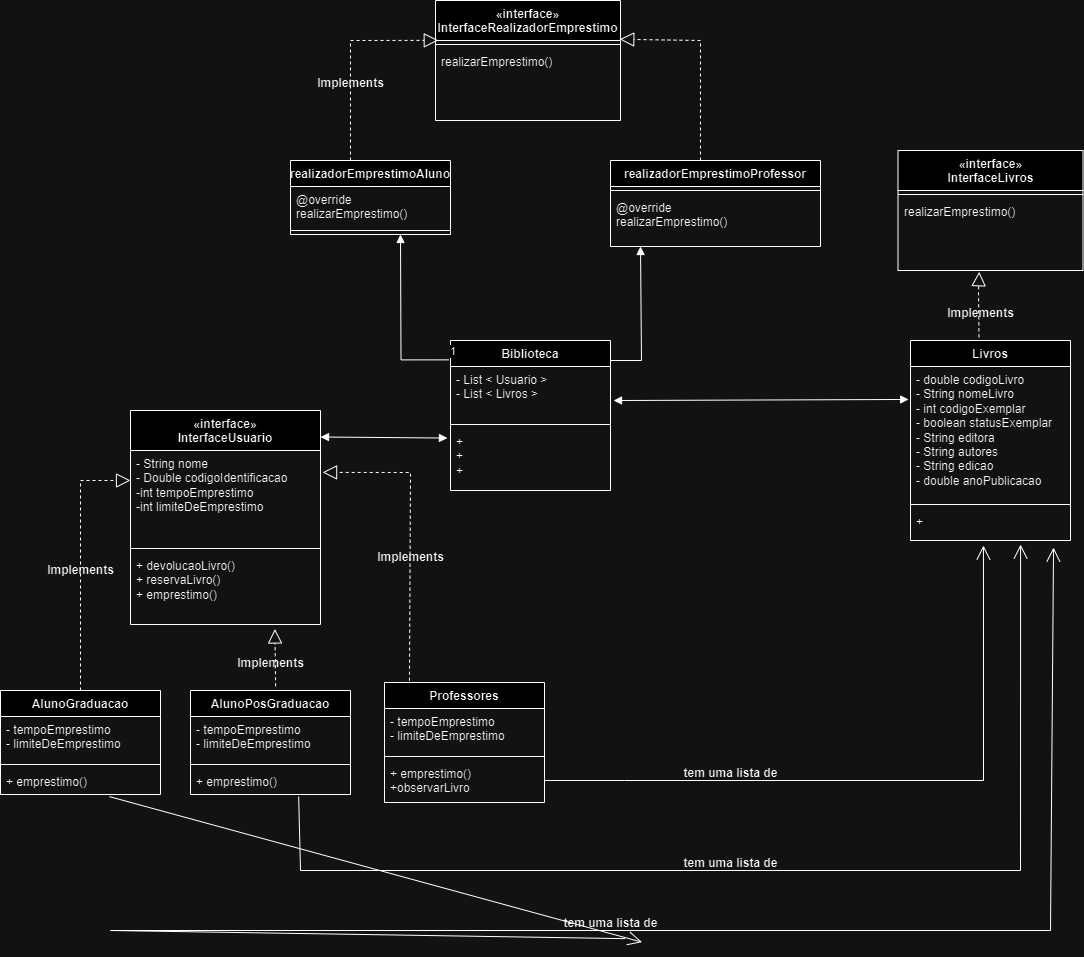 «interface»
InterfaceRealizadorEmprestimo
realizarEmprestimo()
Implements
realizadorEmprestimoAluno
@override
realizarEmprestimo()
realizadorEmprestimoProfessor
@override
realizarEmprestimo()
«interface»
InterfaceLivros
realizarEmprestimo()
Implements
1
Biblioteca
- List < Usuario >
- List < Livros >
+
+
+
Livros
- double codigoLivro
- String nomeLivro
- int codigoExemplar
- boolean statusExemplar
- String editora
- String autores
- String edicao
- double anoPublicacao
+
«interface»
InterfaceUsuario
- String nome
- Double codigoIdentificacao
-int tempoEmprestimo
-int limiteDeEmprestimo
+ devolucaoLivro()
+ reservaLivro()
+ emprestimo()
Implements
Implements
Implements
AlunoGraduacao
- tempoEmprestimo
- limiteDeEmprestimo
+ emprestimo()
AlunoPosGraduacao
- tempoEmprestimo
- limiteDeEmprestimo
+ emprestimo()
Professores
- tempoEmprestimo
- limiteDeEmprestimo
+ emprestimo()
+observarLivro
tem uma lista de
tem uma lista de
tem uma lista de